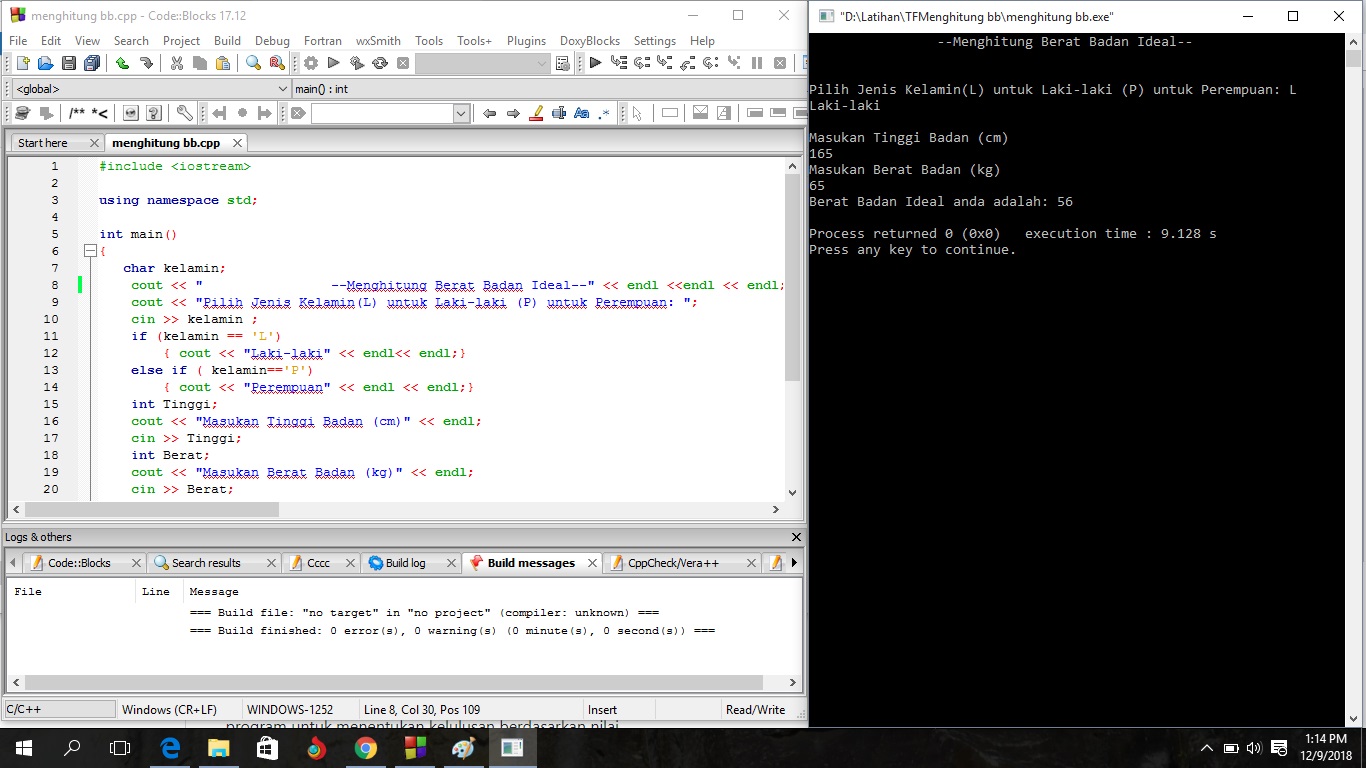 menghitung bb.cpp - Code::Blocks 17.12
File Edit View Search Project Build Debug Fortran wxSmith Tools Tools+ Plugins DoxyBlocks Settings Help
<global> main() : int
/** *<
Aa .*
Start here menghitung bb.cpp
1 #include <iostream>
2
3 using namespace std;
4
5 int main()
6 {
7 char kelamin;
8 cout << " --Menghitung Berat Badan Ideal--" << endl <<endl << endl;
9 cout << "Pilih Jenis Kelamin(L) untuk Laki-laki (P) untuk Perempuan: ";
10 cin >> kelamin ;
11 if (kelamin == 'L')
12 { cout << "Laki-laki" << endl<< endl;}
13 else if ( kelamin=='P')
14 { cout << "Perempuan" << endl << endl;}
15 int Tinggi;
16 cout << "Masukan Tinggi Badan (cm)" << endl;
17 cin >> Tinggi;
18 int Berat;
19 cout << "Masukan Berat Badan (kg)" << endl;
20 cin >> Berat;
Logs & others
Code::Blocks Search results Cccc Build log Build messages CppCheck/Vera++
File Line Message
=== Build file: "no target" in "no project" (compiler: unknown) ===
=== Build finished: 0 error(s), 0 warning(s) (0 minute(s), 0 second(s)) ===
C/C++ Windows (CR+LF) WINDOWS-1252 Line 8, Col 30, Pos 109 Insert Read/Write
program untuk menentukan kelulusan berdasarkan nilai
"D:\Latihan\TFMenghitung bb\menghitung bb.exe"
--Menghitung Berat Badan Ideal--
Pilih Jenis Kelamin(L) untuk Laki-laki (P) untuk Perempuan: L
Laki-laki
Masukan Tinggi Badan (cm)
165
Masukan Berat Badan (kg)
65
Berat Badan Ideal anda adalah: 56
Process returned 0 (0x0) execution time : 9.128 s
Press any key to continue.
1:14 PM
12/9/2018